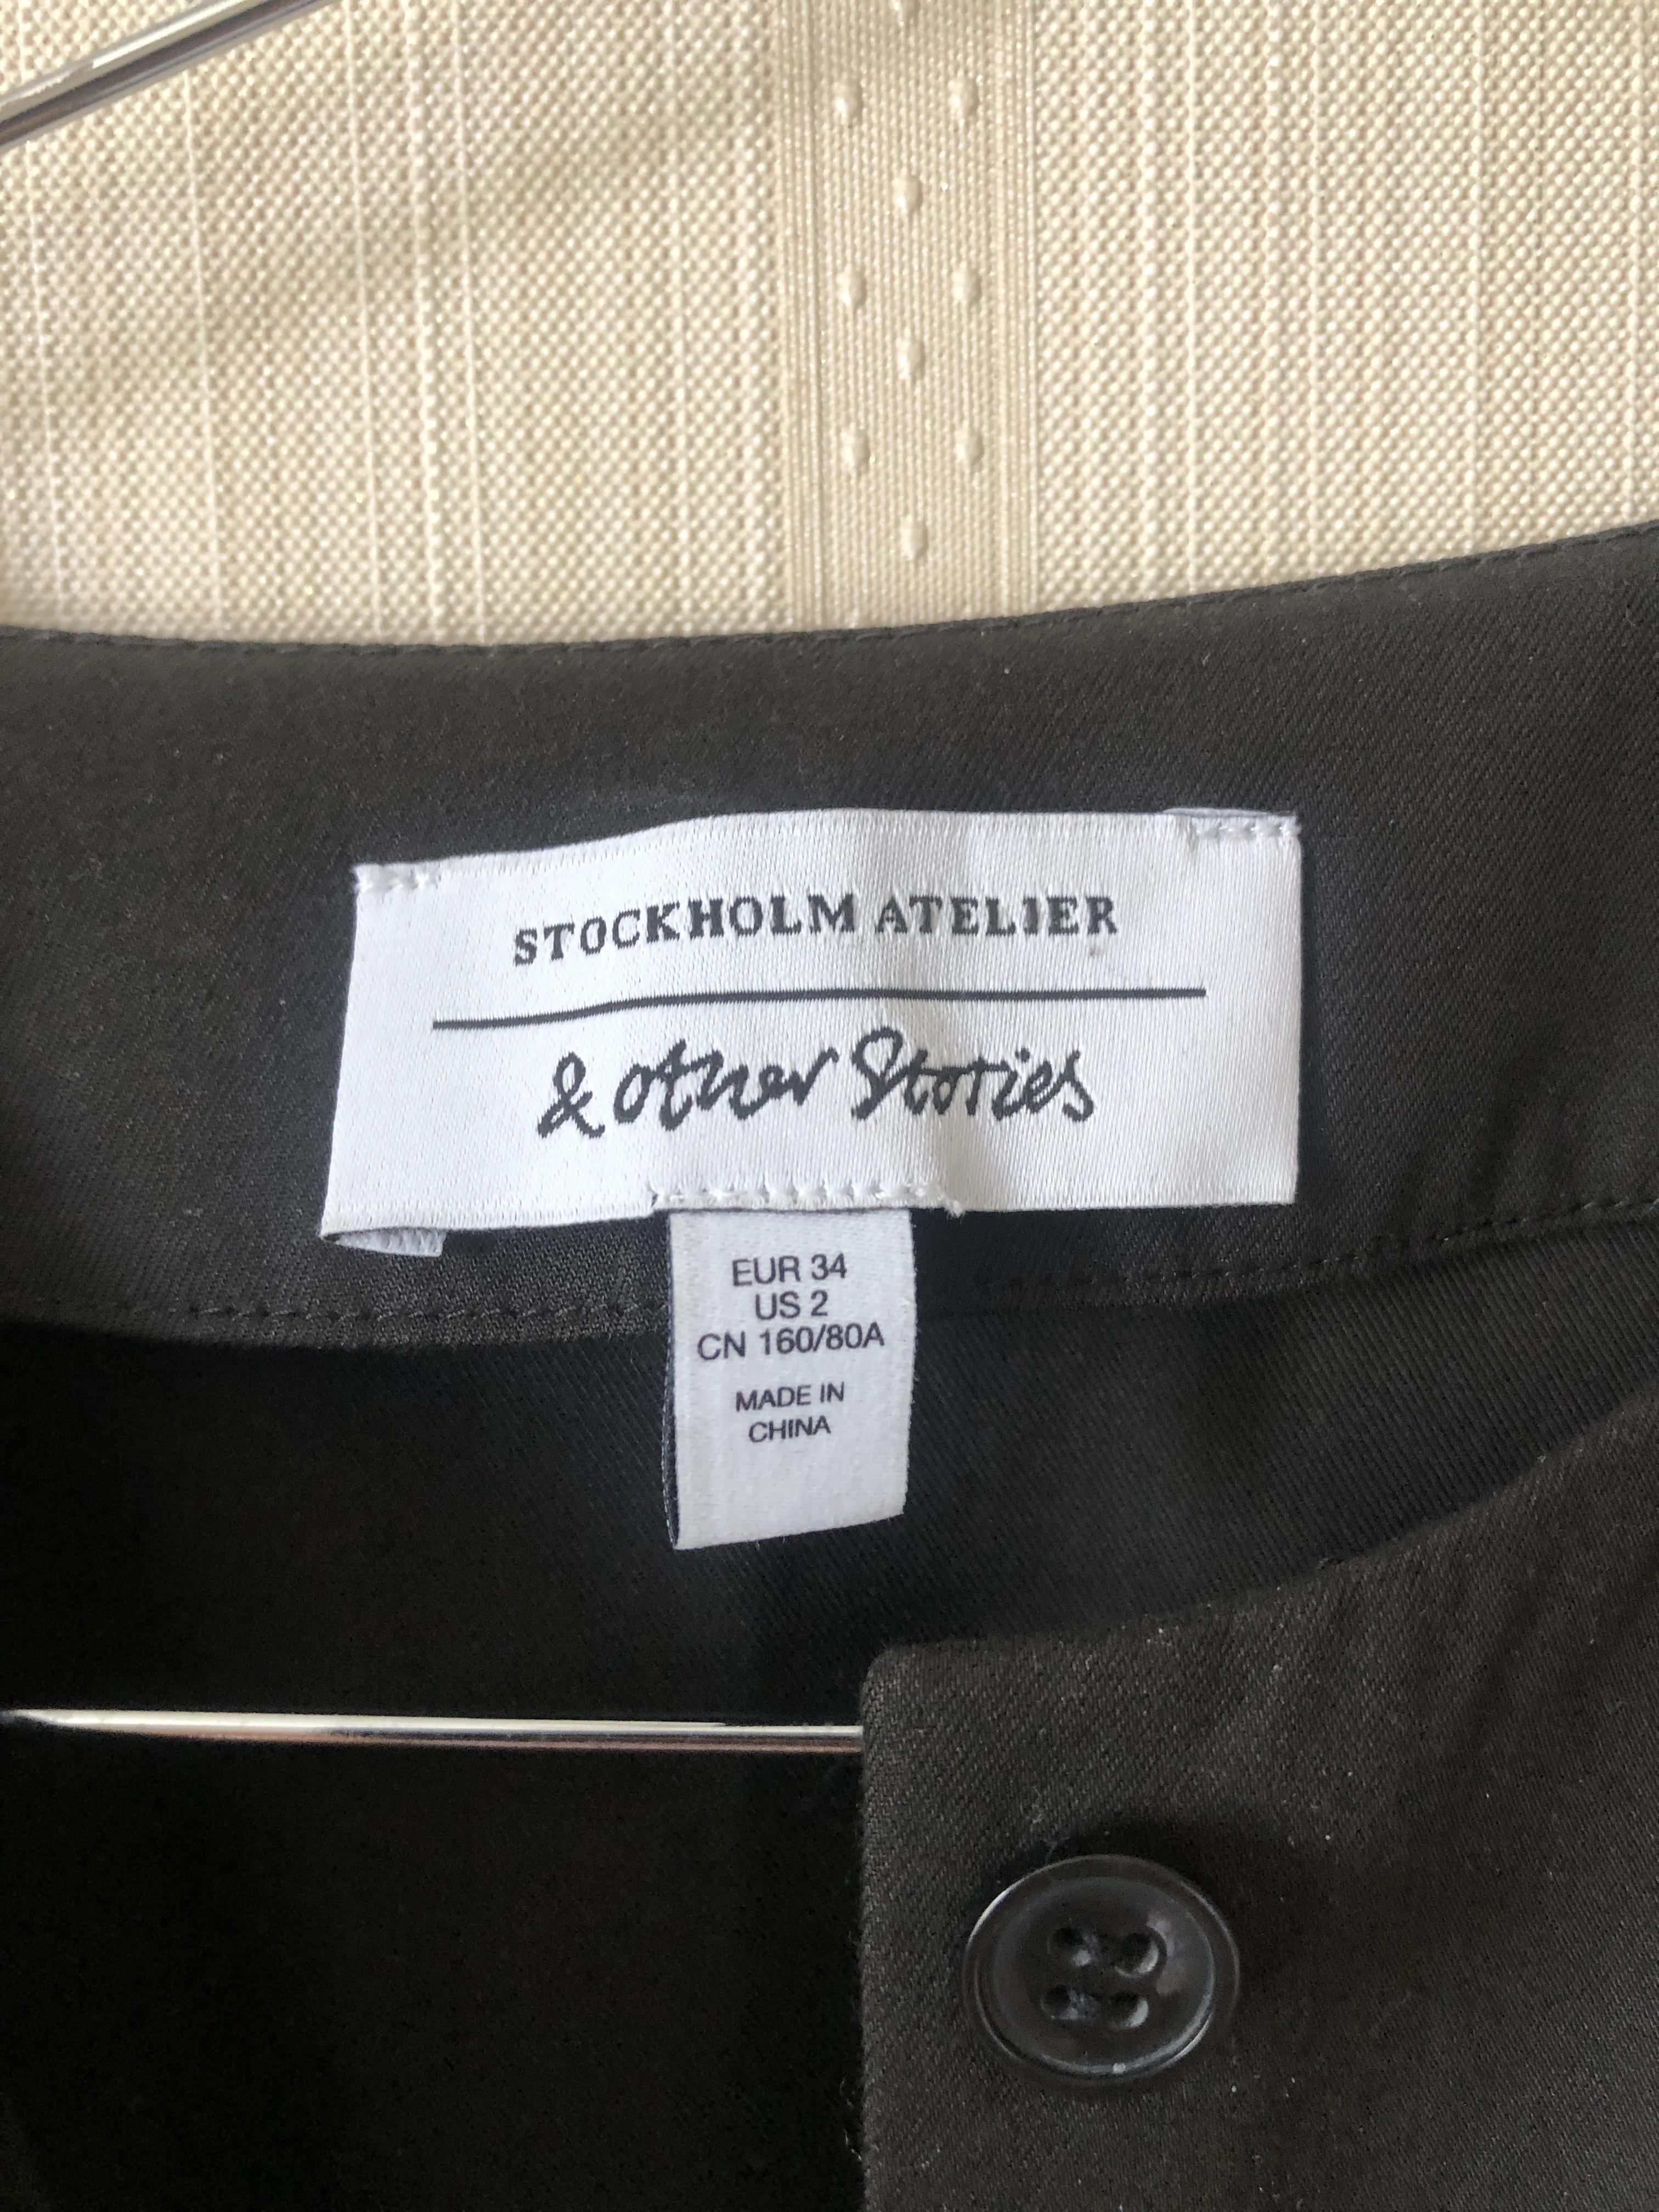 STOCKHOLM ATELIER
& other Stories
EUR 34
US 2
CN 160/80A
MADE IN
CHINA